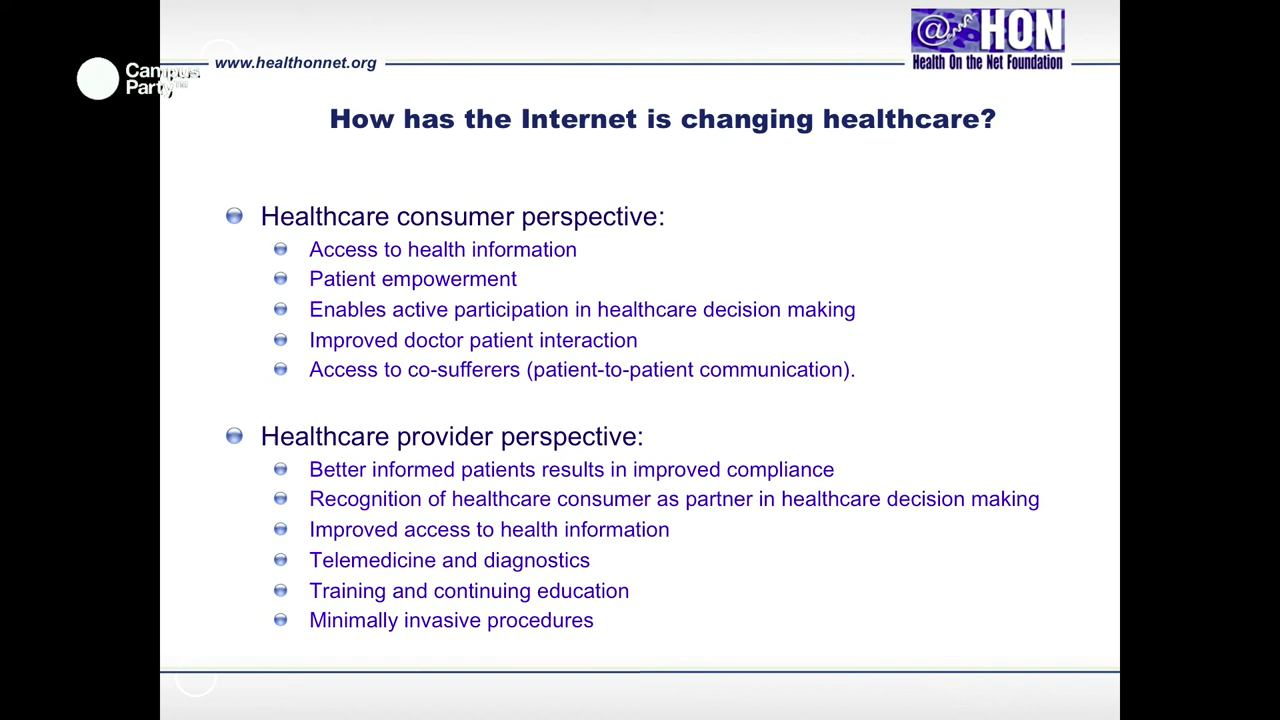 @ HON
Health On the Net Foundation
www.healthonnet.org
Campus
Party
How has the Internet is changing healthcare?
Healthcare consumer perspective:
Access to health information
Patient empowerment
Enables active participation in healthcare decision making
Improved doctor patient interaction
Access to co-sufferers (patient-to-patient communication).
Healthcare provider perspective:
Better informed patients results in improved compliance
Recognition of healthcare consumer as partner in healthcare decision making
Improved access to health information
Telemedicine and diagnostics
Training and continuing education
Minimally invasive procedures